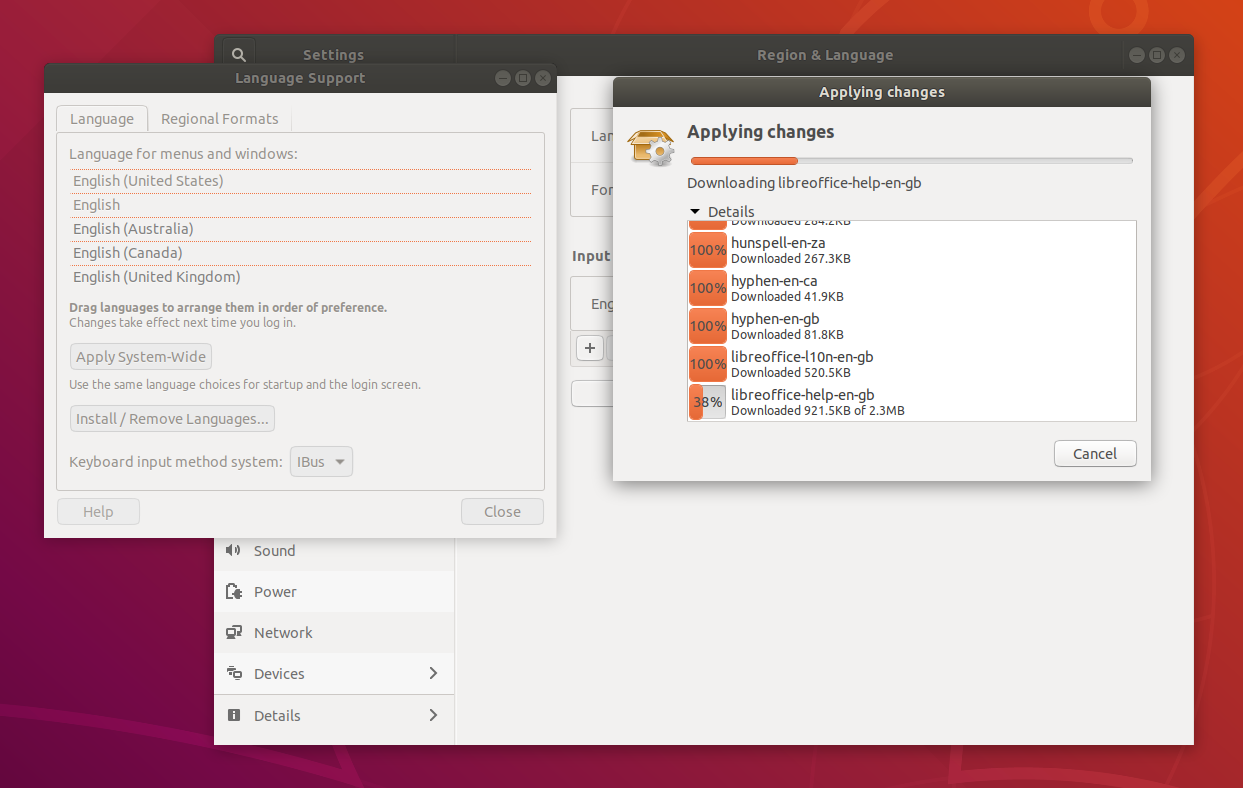 Settings
Region & Language
Language Support
Language
Regional Formats
Language for menus and windows:
English (United States)
English
English (Australia)
English (Canada)
English (United Kingdom)
Drag languages to arrange them in order of preference.
Changes take effect next time you log in.
Apply System-Wide
Use the same language choices for startup and the login screen.
Install / Remove Languages...
Keyboard input method system:
IBus
Help
Close
Lan
For
Input
Eng
+
Applying changes
Applying changes
Downloading libreoffice-help-en-gb
Details
Downloaded 284.2KB
100%
hunspell-en-za
Downloaded 267.3KB
100%
hyphen-en-ca
Downloaded 41.9KB
100%
hyphen-en-gb
Downloaded 81.8KB
100%
libreoffice-l10n-en-gb
Downloaded 520.5KB
38%
libreoffice-help-en-gb
Downloaded 921.5KB of 2.3MB
Cancel
Sound
Power
Network
Devices
Details